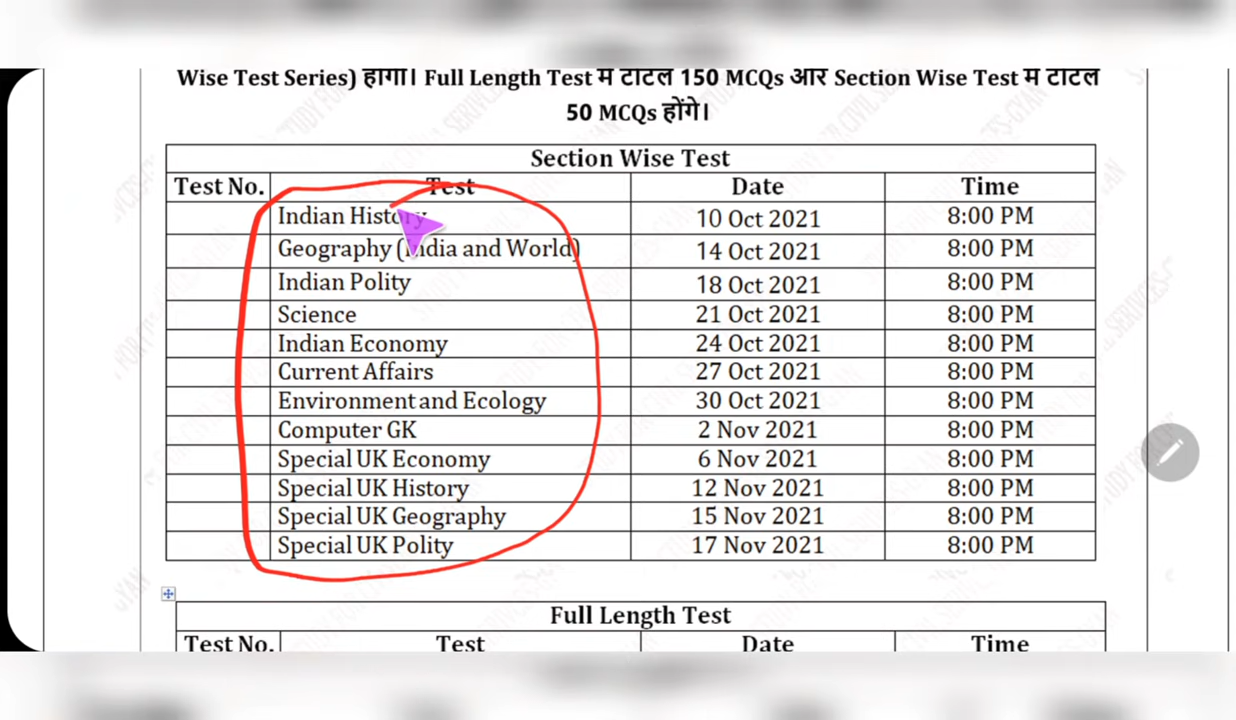 Wise Test Series) होगा। Full Length Test में टोटल 150 MCQs और Section Wise Test में टोटल
50 MCQs होंगे।
Section Wise Test
Test No. Test Date Time
Indian History 10 Oct 2021 8:00 PM
Geography (India and World) 14 Oct 2021 8:00 PM
Indian Polity 18 Oct 2021 8:00 PM
Science 21 Oct 2021 8:00 PM
Indian Economy 24 Oct 2021 8:00 PM
Current Affairs 27 Oct 2021 8:00 PM
Environment and Ecology 30 Oct 2021 8:00 PM
Computer GK 2 Nov 2021 8:00 PM
Special UK Economy 6 Nov 2021 8:00 PM
Special UK History 12 Nov 2021 8:00 PM
Special UK Geography 15 Nov 2021 8:00 PM
Special UK Polity 17 Nov 2021 8:00 PM
Full Length Test
Test No. Test Date Time